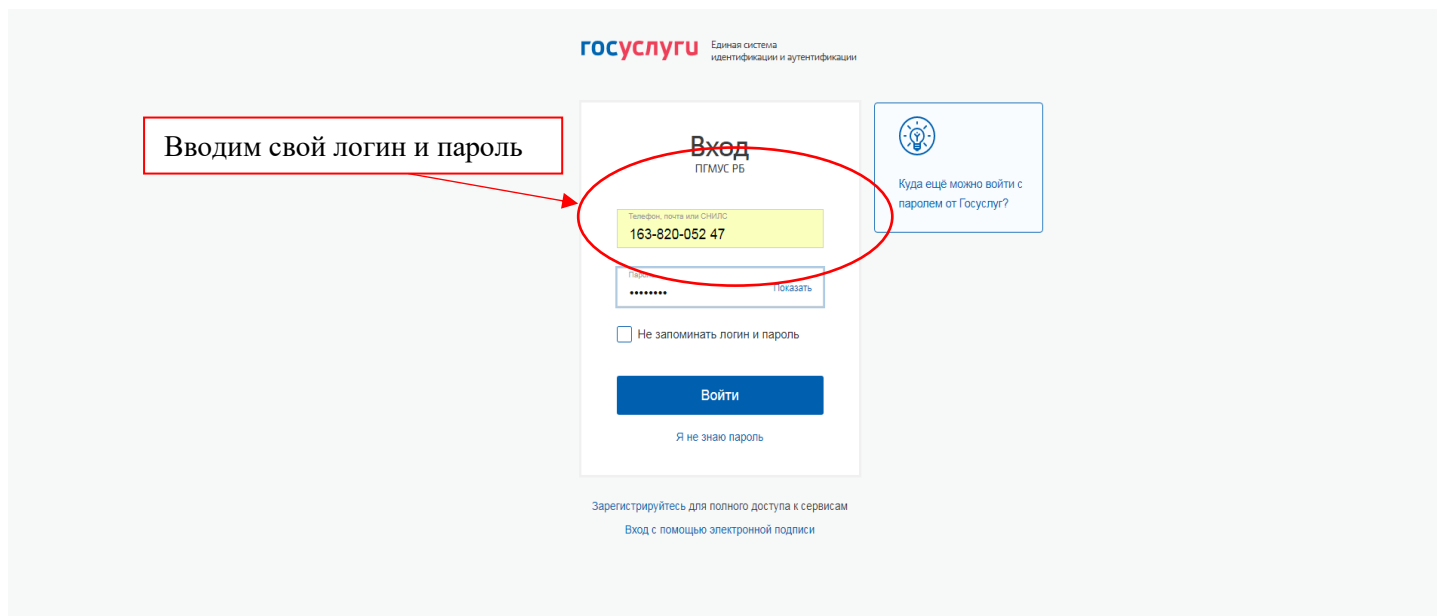 госуслуги
Единая система
идентификации и аутентификации
Вводим свой логин и пароль
Вход
ПГМУС РБ
Куда ещё можно войти с
паролем от Госуслуг?
Телефон, почта или СНИЛС
163-820-052 47
Пароль
••••••••
Показать
Не запоминать логин и пароль
Войти
Я не знаю пароль
Зарегистрируйтесь для полного доступа к сервисам
Вход с помощью электронной подписи